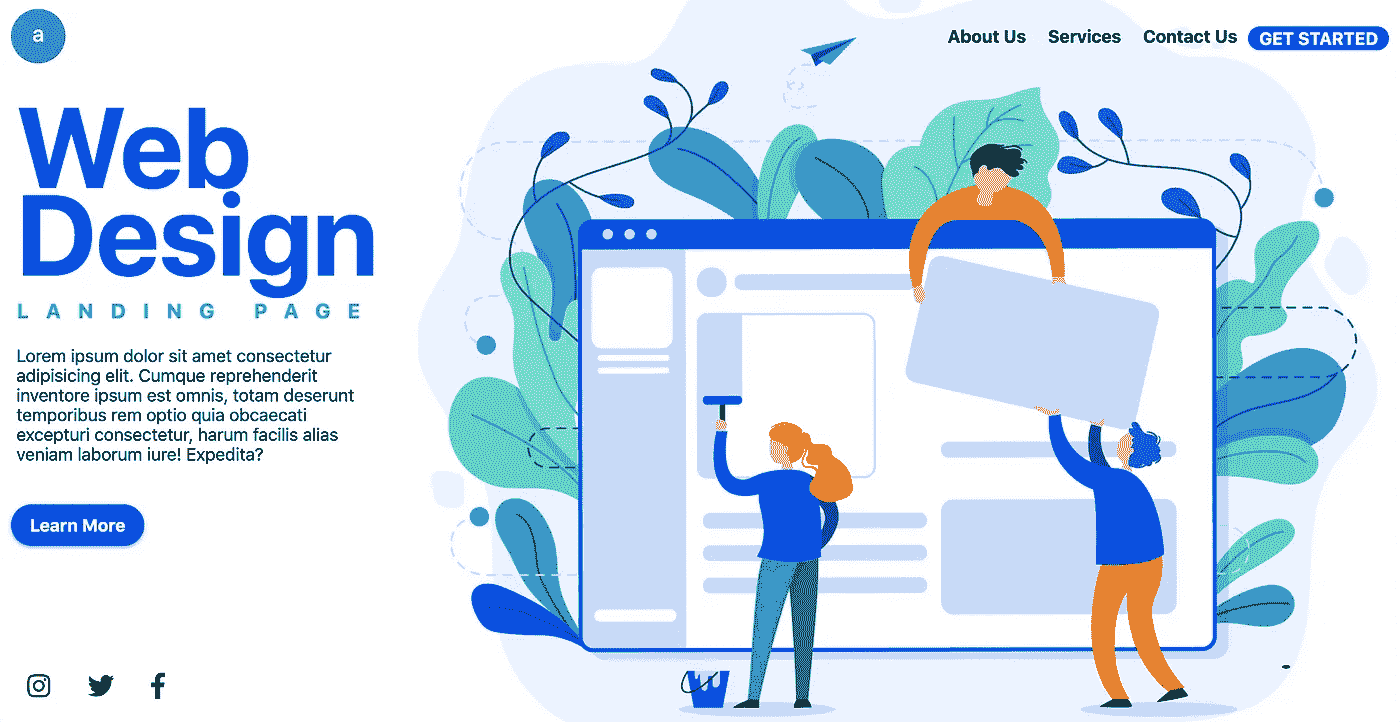 a
About Us Services Contact Us GET STARTED
Web
Design
LANDING PAGE
Lorem ipsum dolor sit amet consectetur
adipisicing elit. Cumque reprehenderit
inventore ipsum est omnis, totam deserunt
temporibus rem optio quia obcaecati
excepturi consectetur, harum facilis alias
veniam laborum iure! Expedita?
Learn More